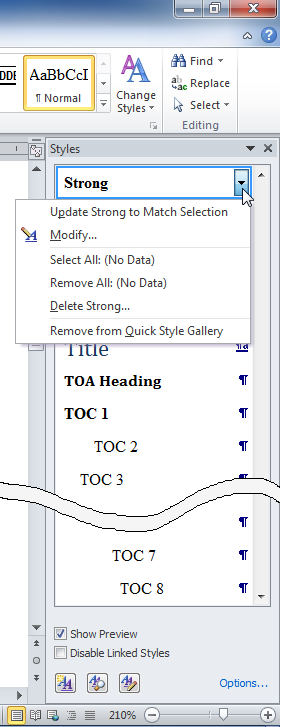 DDE
AaBbCcI
¶ Normal
Change
Styles
Find
Replace
Select
Editing
1
Styles
Strong
Update Strong to Match Selection
Modify...
Select All: (No Data)
Remove All: (No Data)
Delete Strong...
Remove from Quick Style Gallery
Title ¶a
TOA Heading ¶
TOC 1 ¶
TOC 2 ¶
TOC 3 ¶
¶
TOC 7 ¶
TOC 8 ¶
Show Preview
Disable Linked Styles
Options...
210%